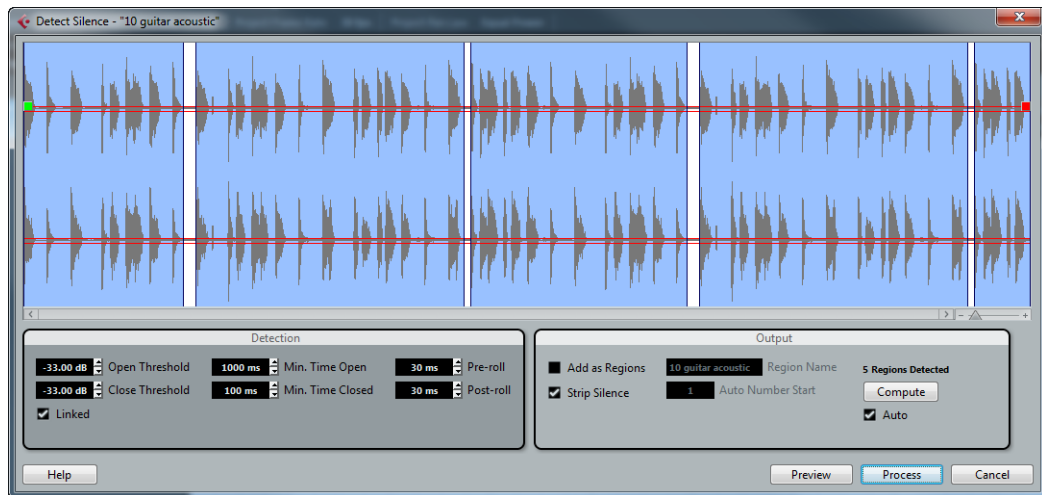 Detect Silence - "10 guitar acoustic"
Detection
Output
-33.00 dB Open Threshold 1000 ms Min. Time Open 30 ms Pre-roll
-33.00 dB Close Threshold 100 ms Min. Time Closed 30 ms Post-roll
Linked
Add as Regions 10 guitar acoustic Region Name 5 Regions Detected
Strip Silence 1 Auto Number Start Compute
Auto
Help Preview Process Cancel